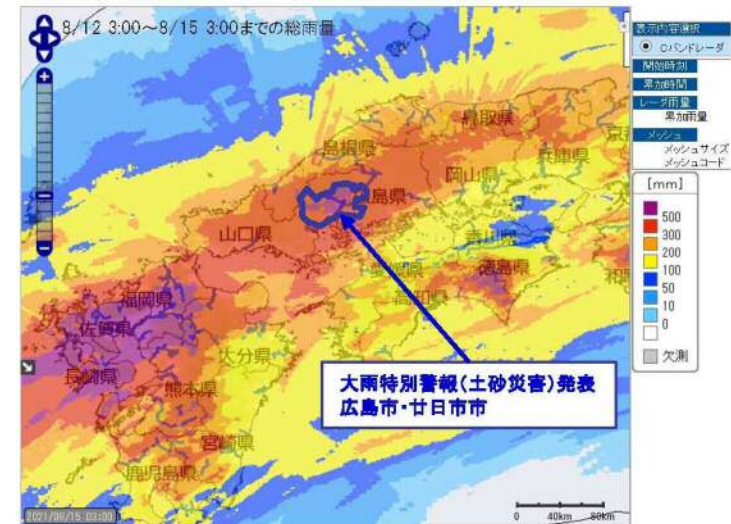 8/12 3:00～8/15 3:00までの総雨量
表示内容選択
Cバンドレーダ
開始時刻
累加時間
レーダ雨量
累加雨量
メッシュ
メッシュサイズ
メッシュコード
[mm]
500
300
200
100
50
10
0
欠測
鳥取県
島根県
兵庫県
岡山県
島県
山口県
香川県
愛媛県
徳島県
高知
福岡県
佐賀県
大分県
長崎県
熊本県
宮崎県
鹿児島県
大雨特別警報(土砂災害)発表
広島市・廿日市市
2021/08/15 03:00
0 40km 80km